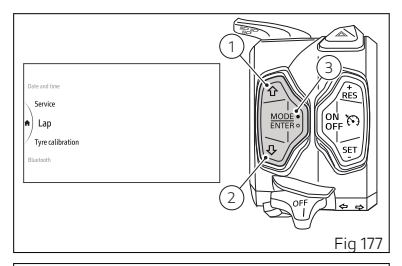 1
3
Date and time
Service
Lap
Tyre calibration
Bluetooth
MODE
ENTER
+
RES
ON
OFF
SET
-
2
OFF
Fig 177